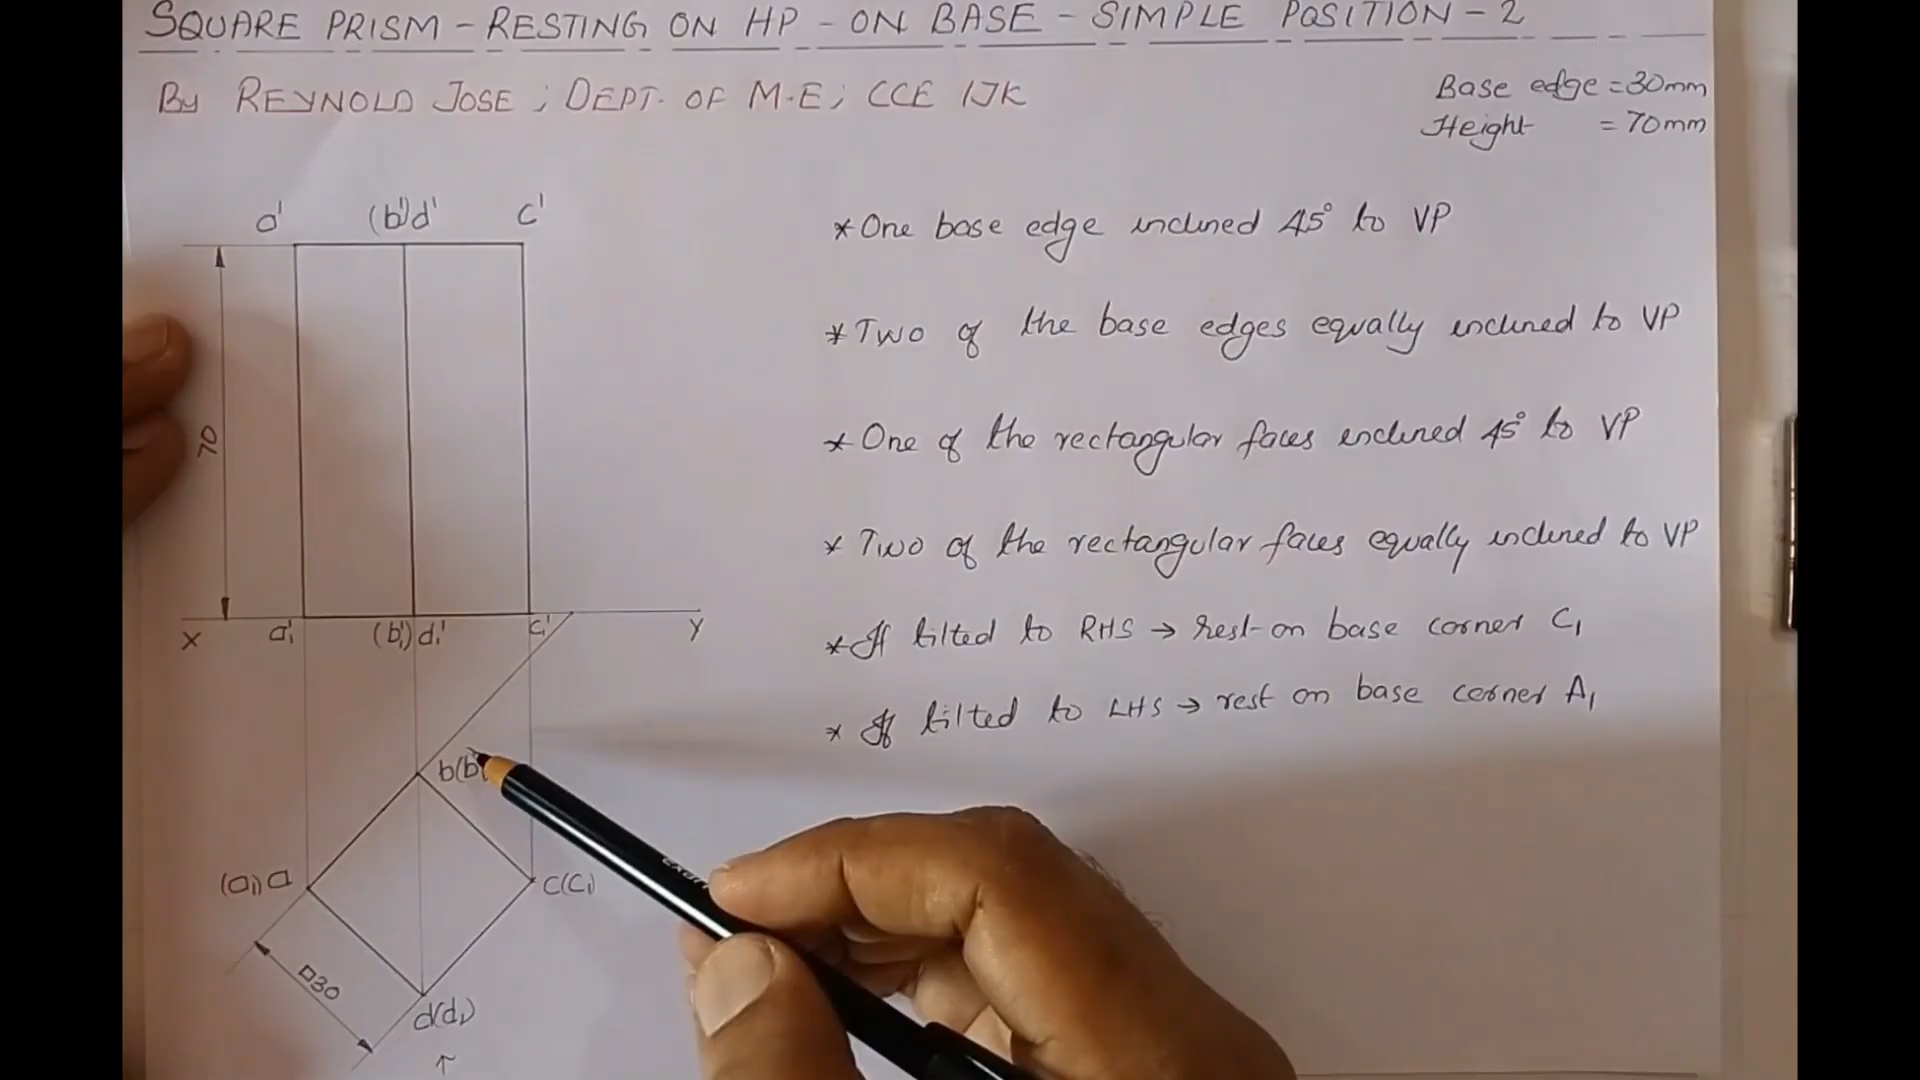 SQUARE PRISM - RESTING ON HP - ON BASE - SIMPLE POSITION - 2
By REYNOLD JOSE ; DEPT. OF M.E ; CCE IJK
Base edge = 30mm
Height = 70mm
a' (b')d' c'
* One base edge inclined 45° to VP
* Two of the base edges equally inclined to VP
70
* One of the rectangular faces inclined 45° to VP
* Two of the rectangular faces equally inclined to VP
X a₁' (b₁')d₁' c₁' Y
* If tilted to RHS → rest on base corner C₁
* If tilted to LHS → rest on base corner A₁
b(b
(a₁)a c(c₁)
□30
d(d₁)